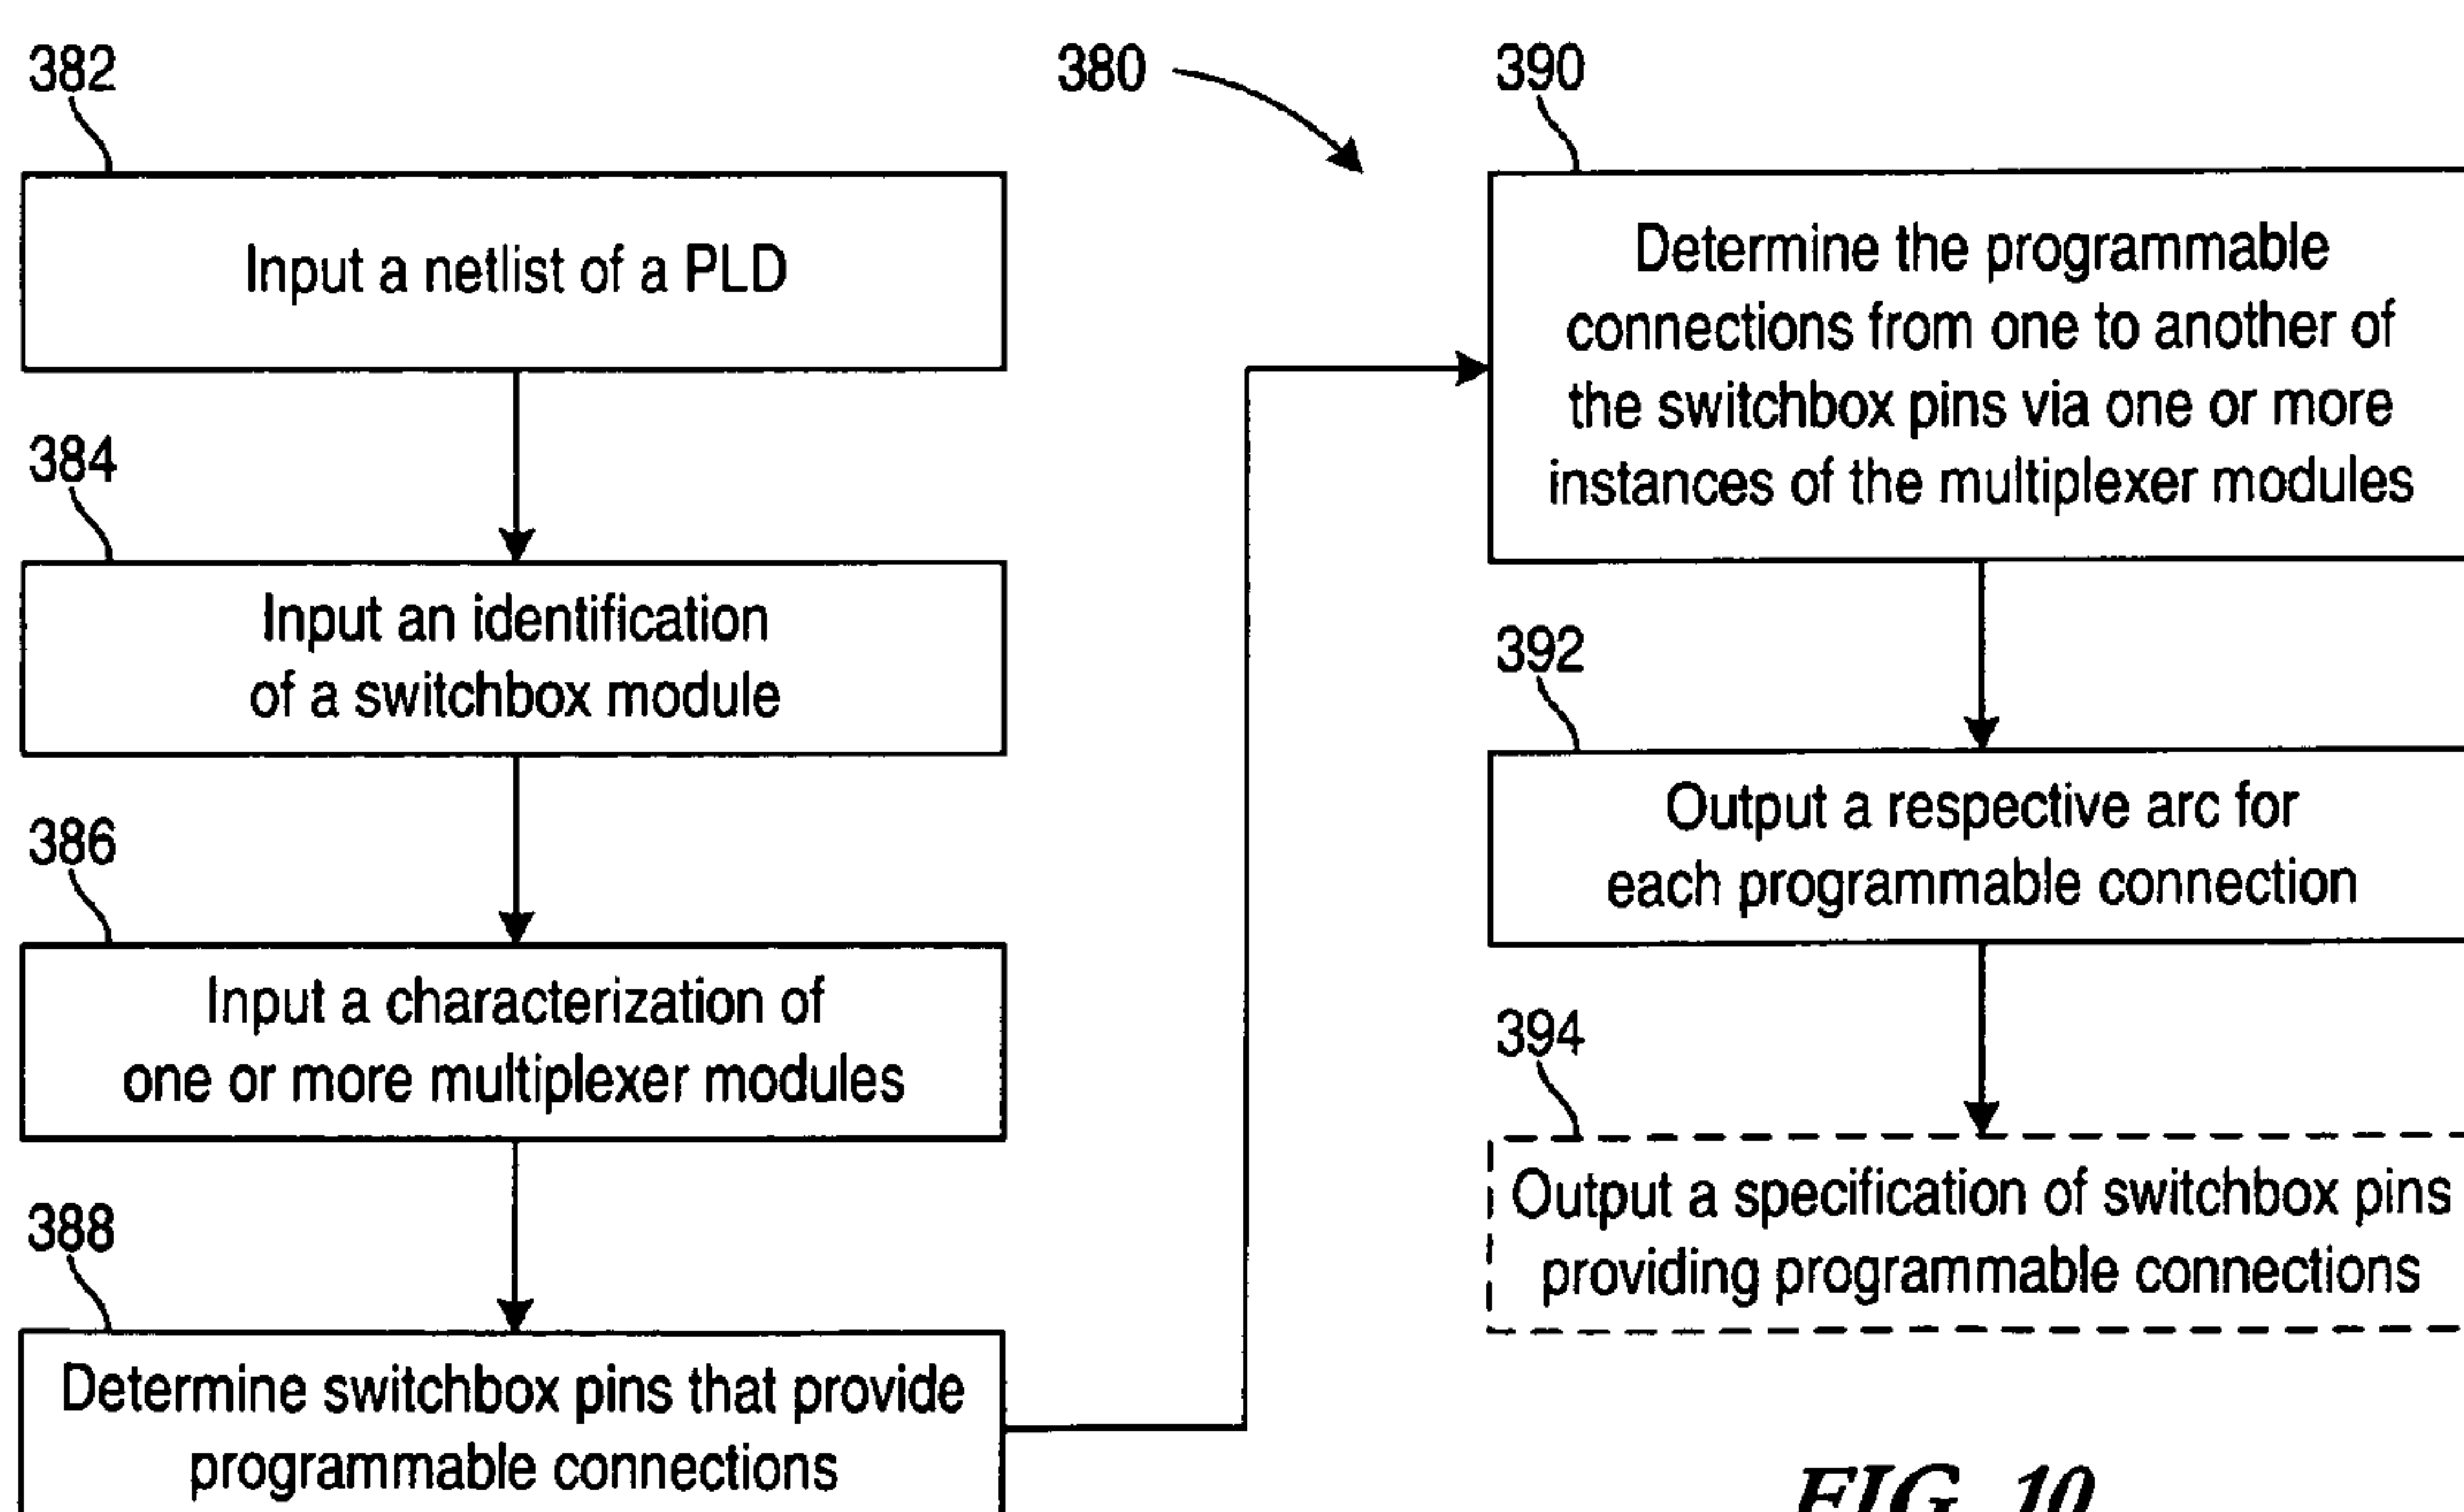 382
Input a netlist of a PLD
384
Input an identification
of a switchbox module
386
Input a characterization of
one or more multiplexer modules
388
Determine switchbox pins that provide
programmable connections
380
390
Determine the programmable
connections from one to another of
the switchbox pins via one or more
instances of the multiplexer modules
392
Output a respective arc for
each programmable connection
394
Output a specification of switchbox pins
providing programmable connections
FIG. 10